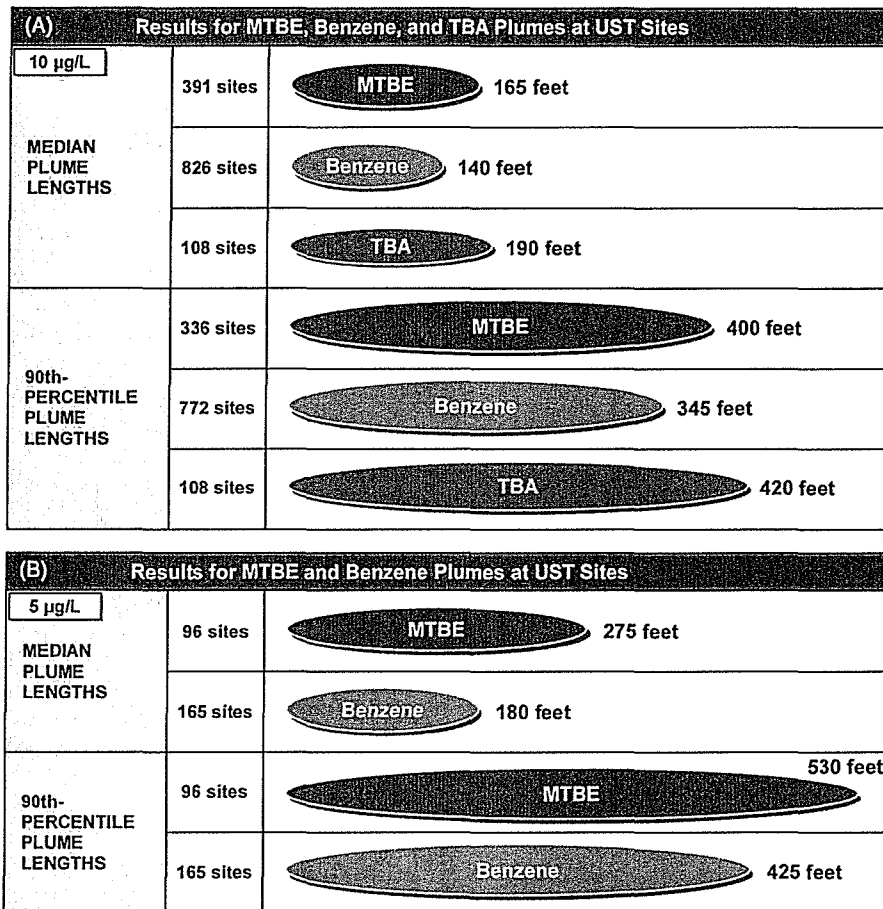 (A) Results for MTBE, Benzene, and TBA Plumes at UST Sites
10 µg/L
MEDIAN
PLUME
LENGTHS
391 sites MTBE 165 feet
826 sites Benzene 140 feet
108 sites TBA 190 feet
90th-
PERCENTILE
PLUME
LENGTHS
336 sites MTBE 400 feet
772 sites Benzene 345 feet
108 sites TBA 420 feet
(B) Results for MTBE and Benzene Plumes at UST Sites
5 µg/L
MEDIAN
PLUME
LENGTHS
96 sites MTBE 275 feet
165 sites Benzene 180 feet
90th-
PERCENTILE
PLUME
LENGTHS
96 sites MTBE 530 feet
165 sites Benzene 425 feet